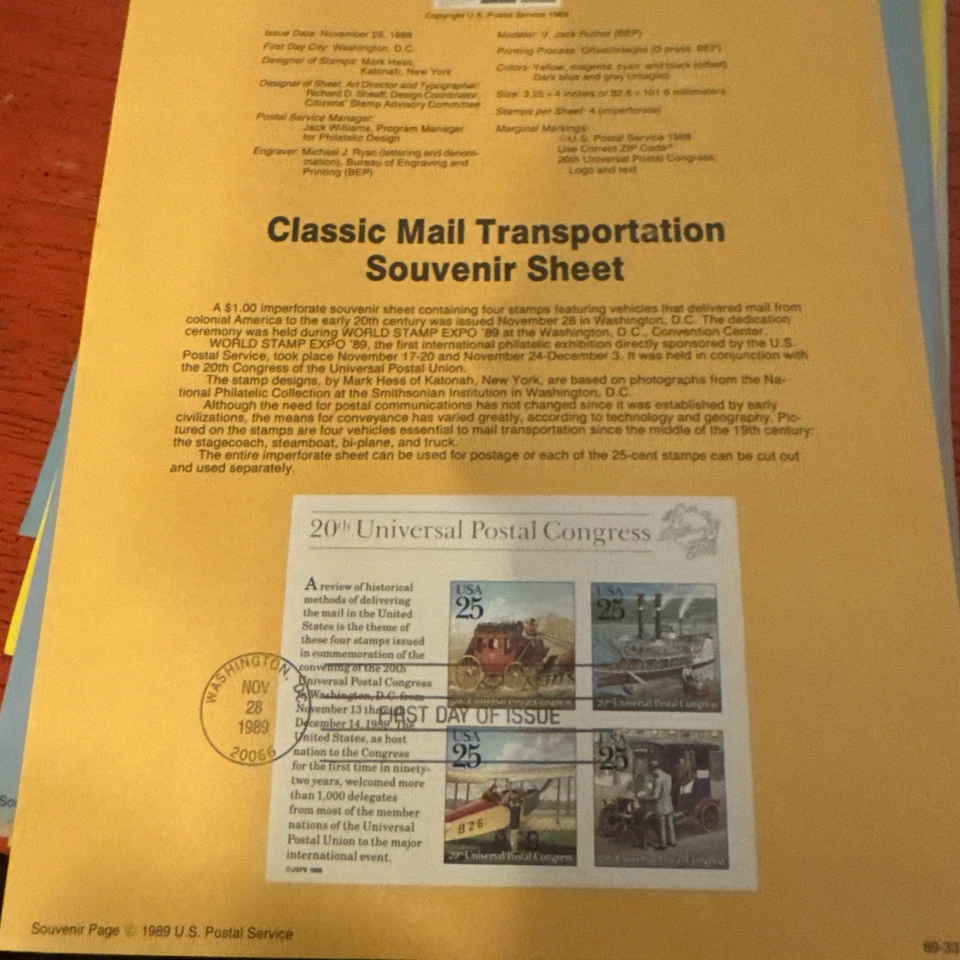 Copyright U.S. Postal Service 1989
Issue Date: November 28, 1989
First Day City: Washington, D.C.
Designer of Stamps: Mark Hess,
Katonah, New York
Designer of Sheet, Art Director and Typographer:
Richard D. Sheaff, Design Coordinator,
Citizens' Stamp Advisory Committee
Postal Service Manager:
Jack Williams, Program Manager
for Philatelic Design
Engraver: Michael J. Ryan (lettering and denom-
ination), Bureau of Engraving and
Printing (BEP)
Modeler: V. Jack Ruther (BEP)
Printing Process: Offset/intaglio (D press, BEP)
Colors: Yellow, magenta, cyan, and black (offset)
Dark blue and gray (intaglio)
Size: 3.25 × 4 inches or 82.6 × 101.6 millimeters
Stamps per Sheet: 4 (imperforate)
Marginal Markings:
©U.S. Postal Service 1989
Use Correct ZIP Code®
20th Universal Postal Congress,
Logo and text
Classic Mail Transportation
Souvenir Sheet
A $1.00 imperforate souvenir sheet containing four stamps featuring vehicles that delivered mail from
colonial America to the early 20th century was issued November 28 in Washington, D.C. The dedication
ceremony was held during WORLD STAMP EXPO '89 at the Washington, D.C., Convention Center.
WORLD STAMP EXPO '89, the first international philatelic exhibition directly sponsored by the U.S.
Postal Service, took place November 17-20 and November 24-December 3. It was held in conjunction with
the 20th Congress of the Universal Postal Union.
The stamp designs, by Mark Hess of Katonah, New York, are based on photographs from the Na-
tional Philatelic Collection at the Smithsonian Institution in Washington, D.C.
Although the need for postal communications has not changed since it was established by early
civilizations, the means for conveyance has varied greatly, according to technology and geography. Pic-
tured on the stamps are four vehicles essential to mail transportation since the middle of the 19th century:
the stagecoach, steamboat, bi-plane, and truck.
The entire imperforate sheet can be used for postage or each of the 25-cent stamps can be cut out
and used separately.
20th Universal Postal Congress
A review of historical
methods of delivering
the mail in the United
States is the theme of
these four stamps issued
in commemoration of the
convening of the 20th
Universal Postal Congress
in Washington, D.C. from
November 13 through
December 14, 1989. The
United States, as host
nation to the Congress
for the first time in ninety-
two years, welcomed more
than 1,000 delegates
from most of the member
nations of the Universal
Postal Union to the major
international event.
©USPS 1989
USA
25
20th Universal Postal Congress
USA
25
20th Universal Postal Congress
USA
25
826
20th Universal Postal Congress
USA
25
20th Universal Postal Congress
WASHINGTON, DC
NOV
28
1989
20066
FIRST DAY OF ISSUE
So
Souvenir Page © 1989 U.S. Postal Service
89-33